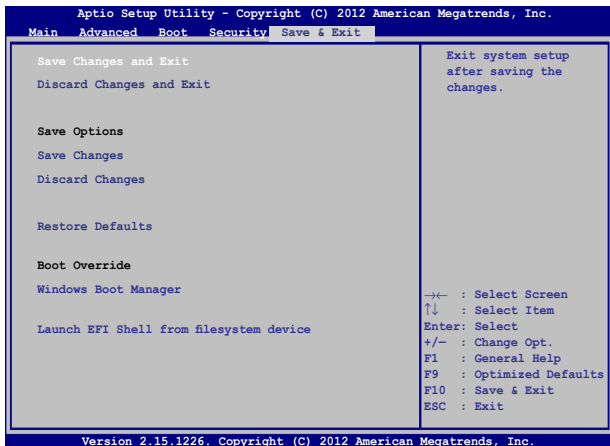 Aptio Setup Utility - Copyright (C) 2012 American Megatrends, Inc.
Main Advanced Boot Security Save & Exit
Save Changes and Exit
Discard Changes and Exit
Save Options
Save Changes
Discard Changes
Restore Defaults
Boot Override
Windows Boot Manager
Launch EFI Shell from filesystem device
Exit system setup
after saving the
changes.
→← : Select Screen
↑↓ : Select Item
Enter: Select
+/— : Change Opt.
F1 : General Help
F9 : Optimized Defaults
F10 : Save & Exit
ESC : Exit
Version 2.15.1226. Copyright (C) 2012 American Megatrends, Inc.